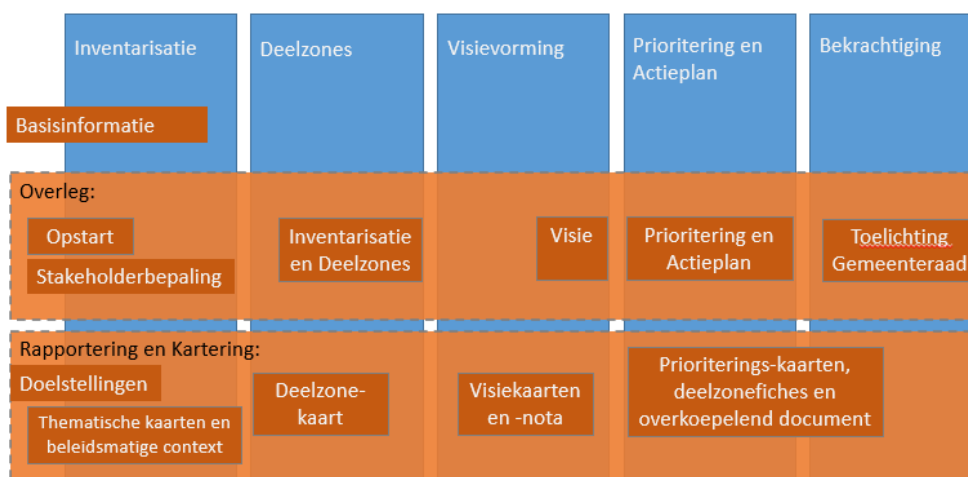 Inventarisatie
Deelzones
Visievorming
Prioritering en
Actieplan
Bekrachtiging
Basisinformatie
Overleg:
Opstart
Stakeholderbepaling
Inventarisatie
en Deelzones
Visie
Prioritering en
Actieplan
Toelichting
Gemeenteraad
Rapportering en Kartering:
Doelstellingen
Thematische kaarten en
beleidsmatige context
Deelzone-
kaart
Visiekaarten
en -nota
Prioriterings-kaarten,
deelzonefiches en
overkoepelend document